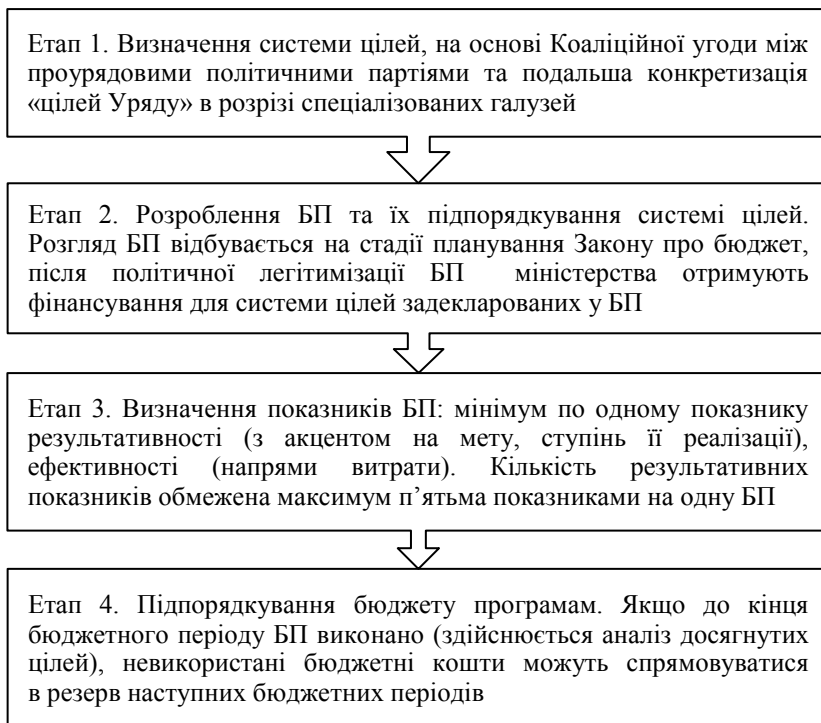 Етап 1. Визначення системи цілей, на основі Коаліційної угоди між
проурядовими політичними партіями та подальша конкретизація
«цілей Уряду» в розрізі спеціалізованих галузей
Етап 2. Розроблення БП та їх підпорядкування системі цілей.
Розгляд БП відбувається на стадії планування Закону про бюджет,
після політичної легітимізації БП міністерства отримують
фінансування для системи цілей задекларованих у БП
Етап 3. Визначення показників БП: мінімум по одному показнику
результативності (з акцентом на мету, ступінь її реалізації),
ефективності (напрями витрати). Кількість результативних
показників обмежена максимум п’ятьма показниками на одну БП
Етап 4. Підпорядкування бюджету програмам. Якщо до кінця
бюджетного періоду БП виконано (здійснюється аналіз досягнутих
цілей), невикористані бюджетні кошти можуть спрямовуватися
в резерв наступних бюджетних періодів